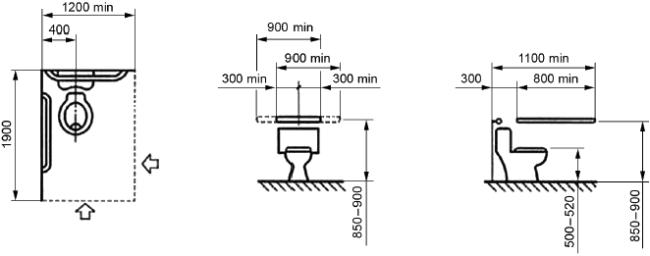 1200 min
400
1900
900 min
900 min
300 min
300 min
850–900
1100 min
300
800 min
500–520
850–900